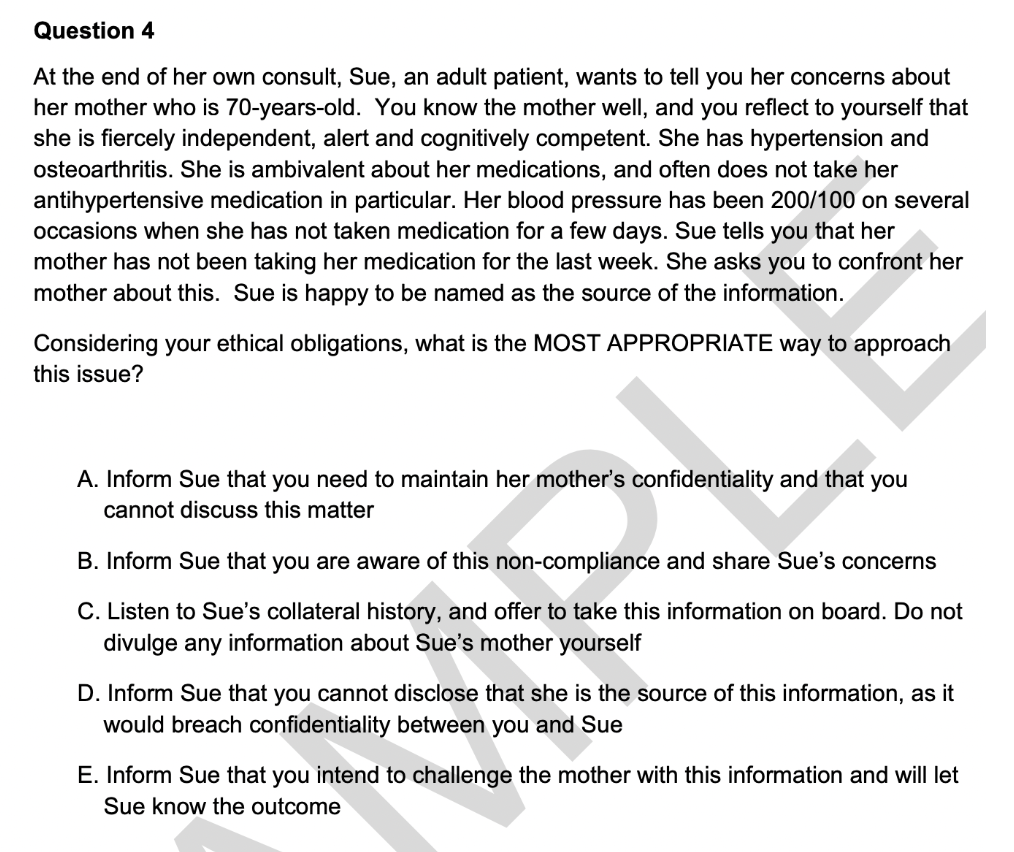 Question 4
At the end of her own consult, Sue, an adult patient, wants to tell you her concerns about
her mother who is 70-years-old.  You know the mother well, and you reflect to yourself that
she is fiercely independent, alert and cognitively competent. She has hypertension and
osteoarthritis. She is ambivalent about her medications, and often does not take her
antihypertensive medication in particular. Her blood pressure has been 200/100 on several
occasions when she has not taken medication for a few days. Sue tells you that her
mother has not been taking her medication for the last week. She asks you to confront her
mother about this.  Sue is happy to be named as the source of the information.
Considering your ethical obligations, what is the MOST APPROPRIATE way to approach
this issue?
A. Inform Sue that you need to maintain her mother's confidentiality and that you
cannot discuss this matter
B. Inform Sue that you are aware of this non-compliance and share Sue's concerns
C. Listen to Sue's collateral history, and offer to take this information on board. Do not
divulge any information about Sue's mother yourself
D. Inform Sue that you cannot disclose that she is the source of this information, as it
would breach confidentiality between you and Sue
E. Inform Sue that you intend to challenge the mother with this information and will let
Sue know the outcome
AMPLE